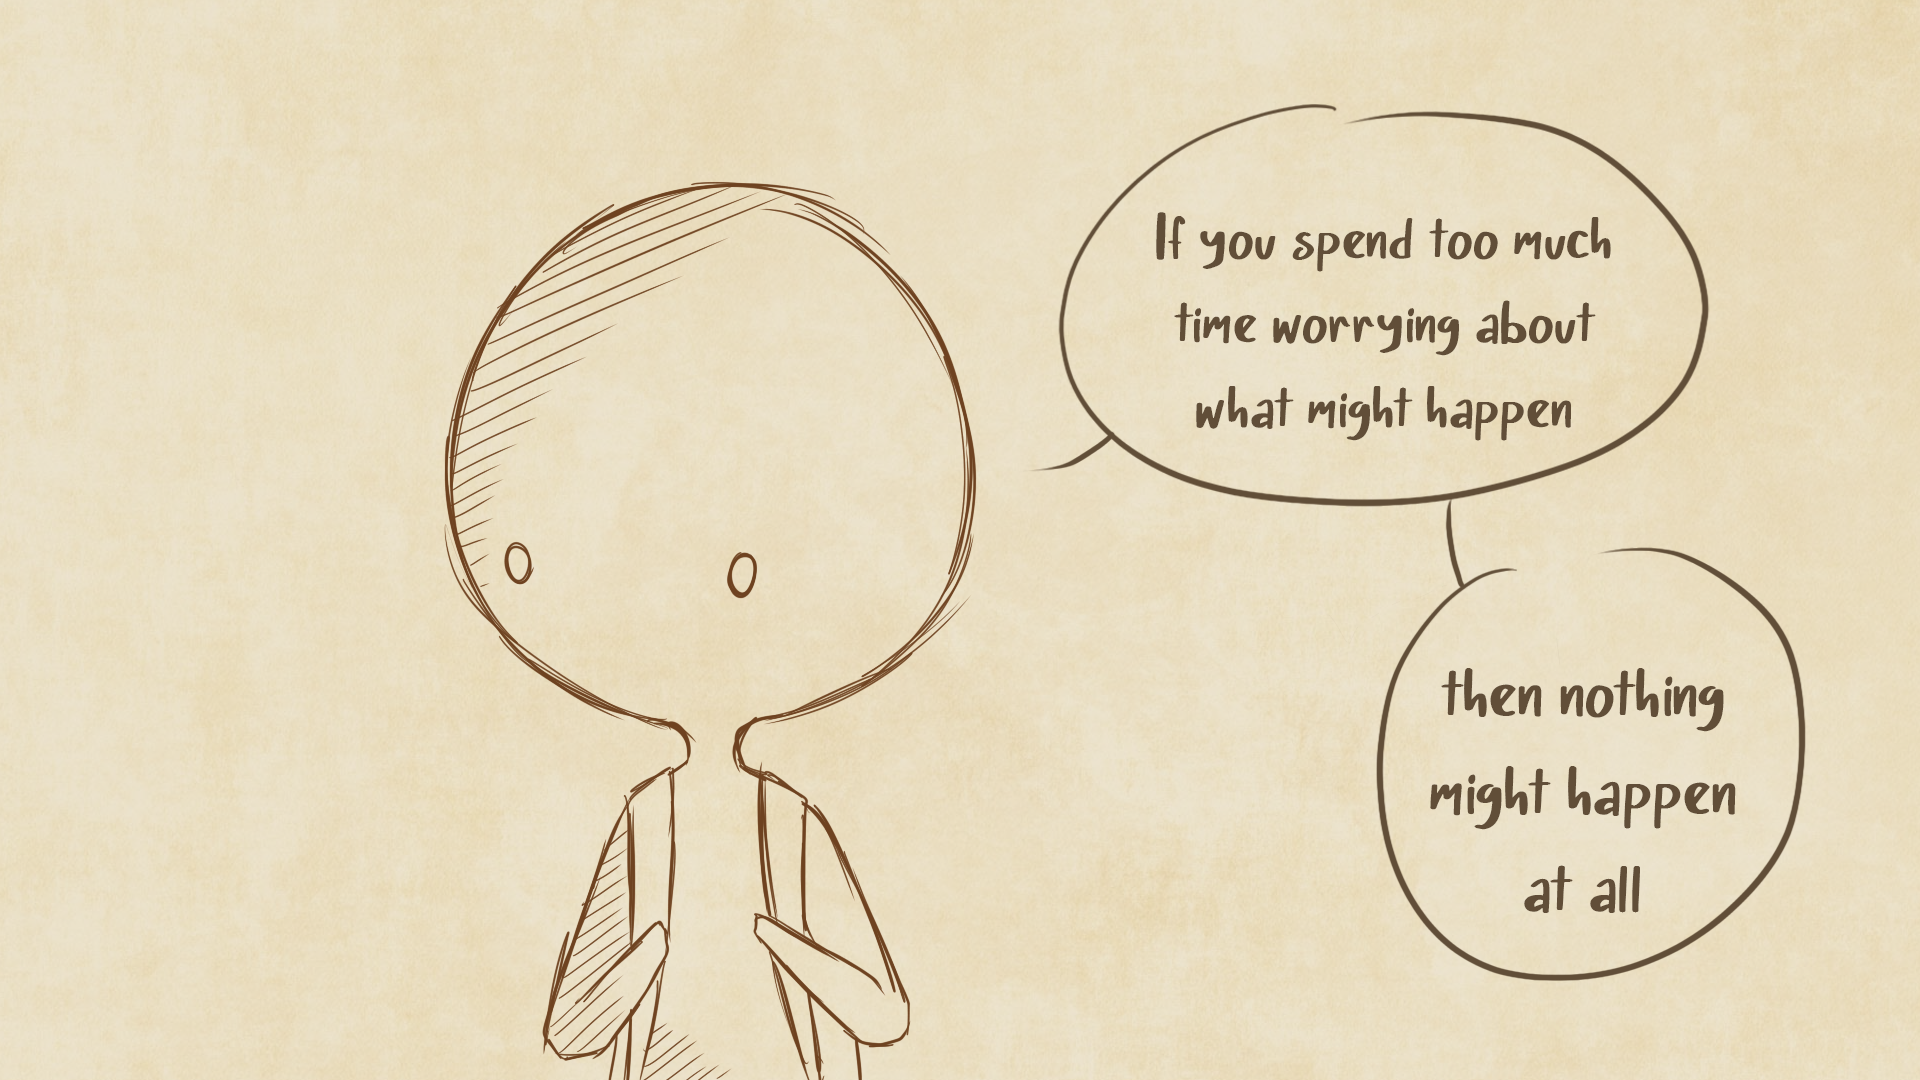 If you spend too much
time worrying about
what might happen
then nothing
might happen
at all